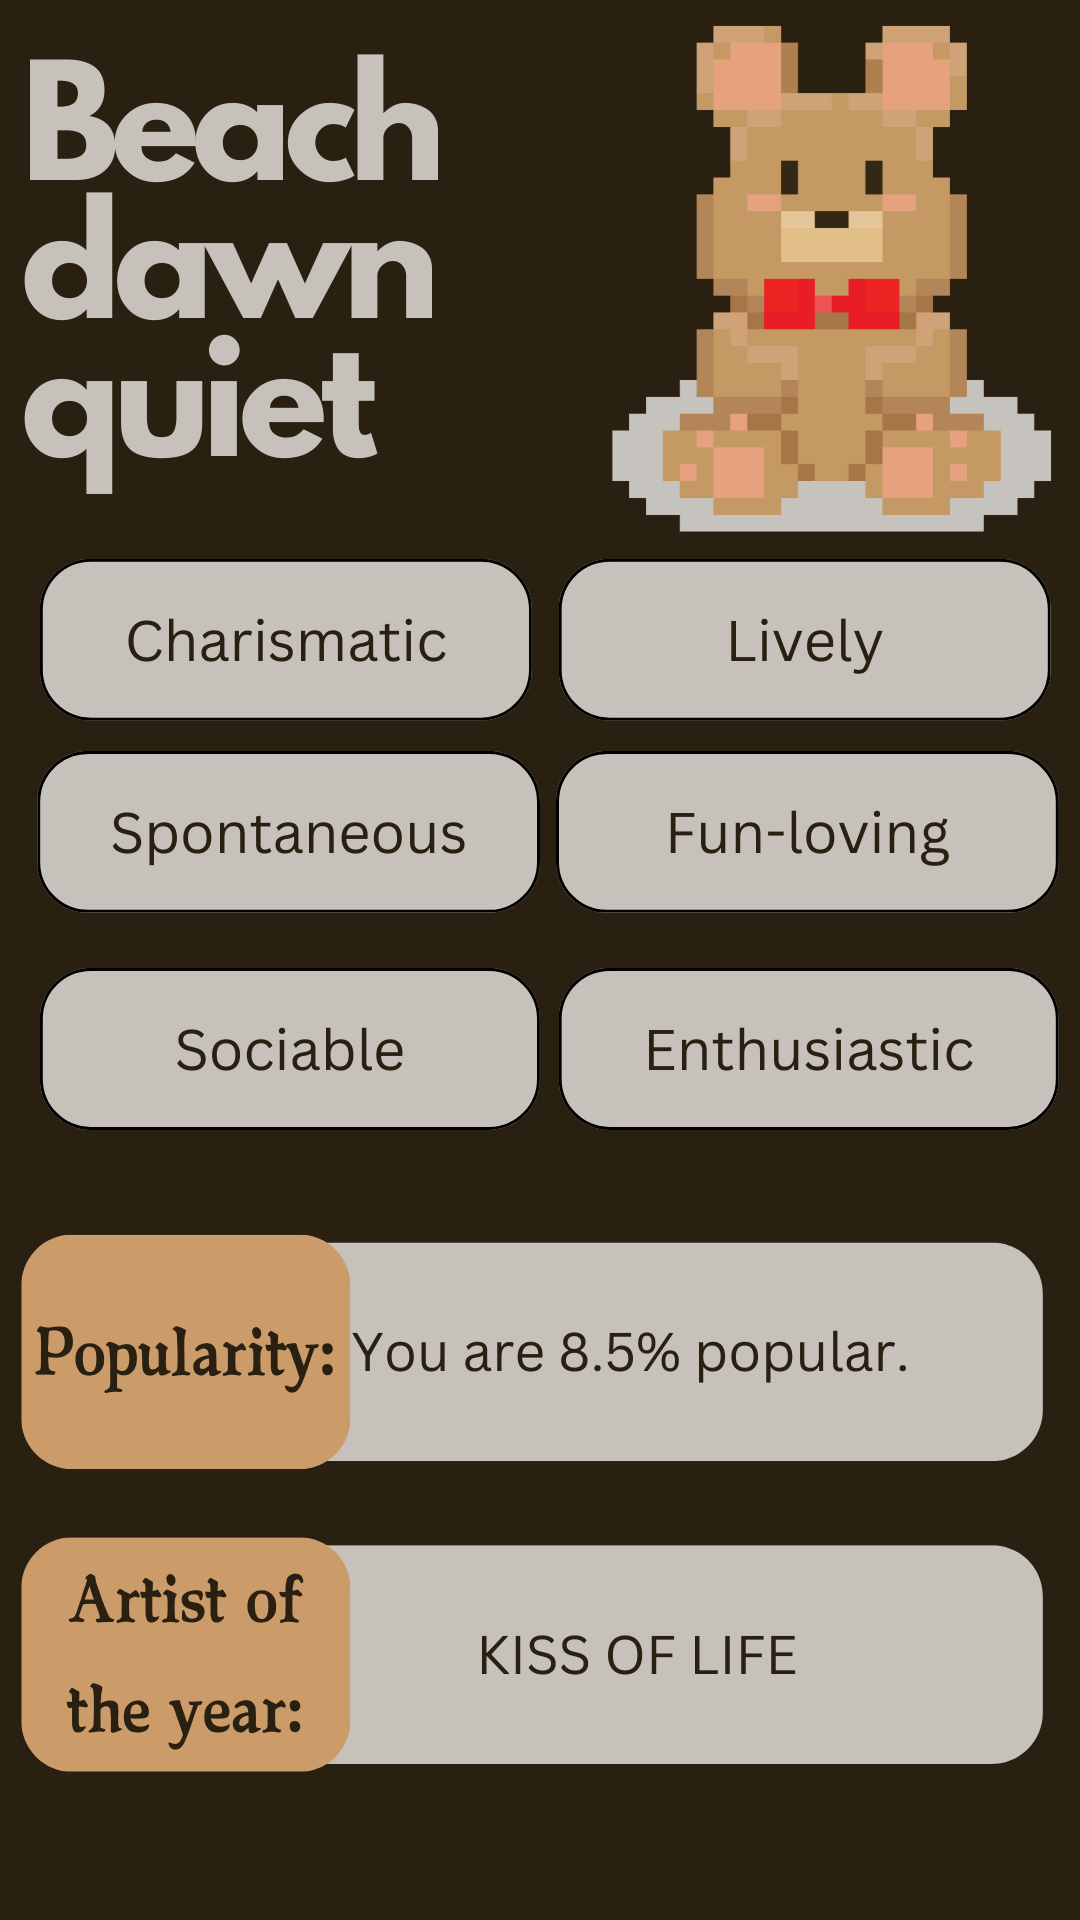 Beach
dawn
quiet
Charismatic
Lively
Spontaneous
Fun-loving
Sociable
Enthusiastic
Popularity:
You are 8.5% popular.
Artist of
the year:
KISS OF LIFE